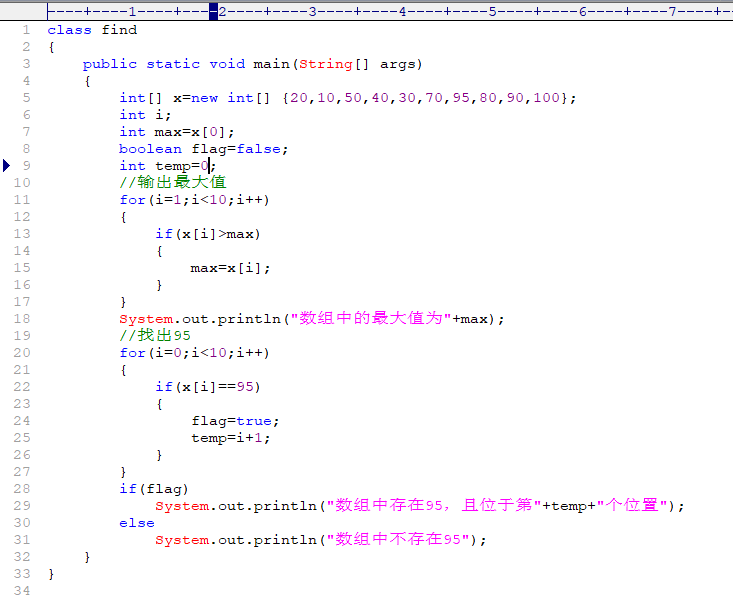 ----+----1----+----2----+----3----+----4----+----5----+----6----+----7----+--
1 class find
2 {
3     public static void main(String[] args)
4     {
5         int[] x=new int[] {20,10,50,40,30,70,95,80,90,100};
6         int i;
7         int max=x[0];
8         boolean flag=false;
9         int temp=0;
10         //输出最大值
11         for(i=1;i<10;i++)
12         {
13             if(x[i]>max)
14             {
15                 max=x[i];
16             }
17         }
18         System.out.println("数组中的最大值为"+max);
19         //找出95
20         for(i=0;i<10;i++)
21         {
22             if(x[i]==95)
23             {
24                 flag=true;
25                 temp=i+1;
26             }
27         }
28         if(flag)
29             System.out.println("数组中存在95，且位于第"+temp+"个位置");
30         else
31             System.out.println("数组中不存在95");
32     }
33 }
34